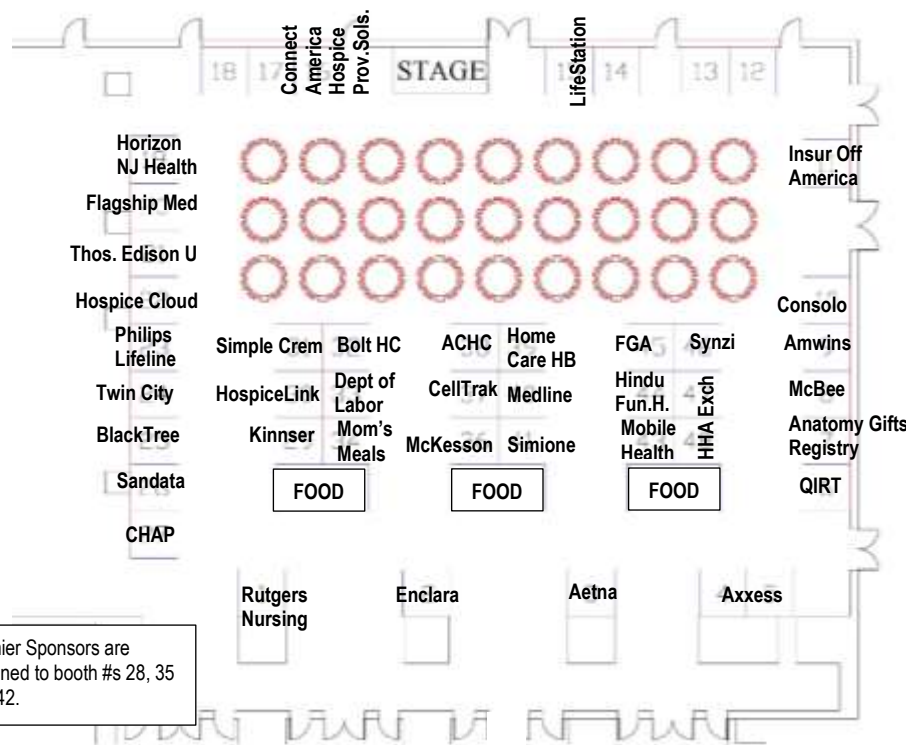 18 17
Connect
America
Hospice
Prov.Sols.
STAGE
LifeStation
14
13 12
Horizon
NJ Health
Insur Off
America
Flagship Med
Thos. Edison U
Hospice Cloud
Consolo
Philips
Lifeline
Simple Crem
Bolt HC
ACHC
Home
Care HB
FGA
Synzi
Amwins
Twin City
HospiceLink
Dept of
Labor
CellTrak
Medline
Hindu
Fun.H.
HHA Exch
McBee
BlackTree
Kinnser
Mom's
Meals
McKesson
Simione
Mobile
Health
Anatomy Gifts
Registry
Sandata
FOOD
FOOD
FOOD
QIRT
CHAP
Rutgers
Nursing
Enclara
Aetna
Axxess
ier Sponsors are
ned to booth #s 28, 35
42.